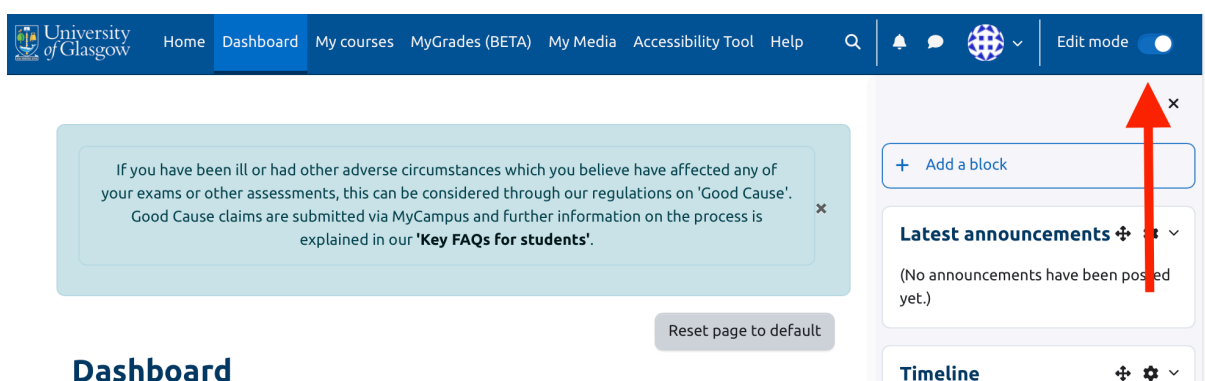 University
of Glasgow
Home Dashboard My courses MyGrades (BETA) My Media Accessibility Tool Help
Edit mode
If you have been ill or had other adverse circumstances which you believe have affected any of
your exams or other assessments, this can be considered through our regulations on 'Good Cause'.
Good Cause claims are submitted via MyCampus and further information on the process is
explained in our 'Key FAQs for students'.
Reset page to default
Dashboard
+ Add a block
Latest announcements
(No announcements have been posted
yet.)
Timeline